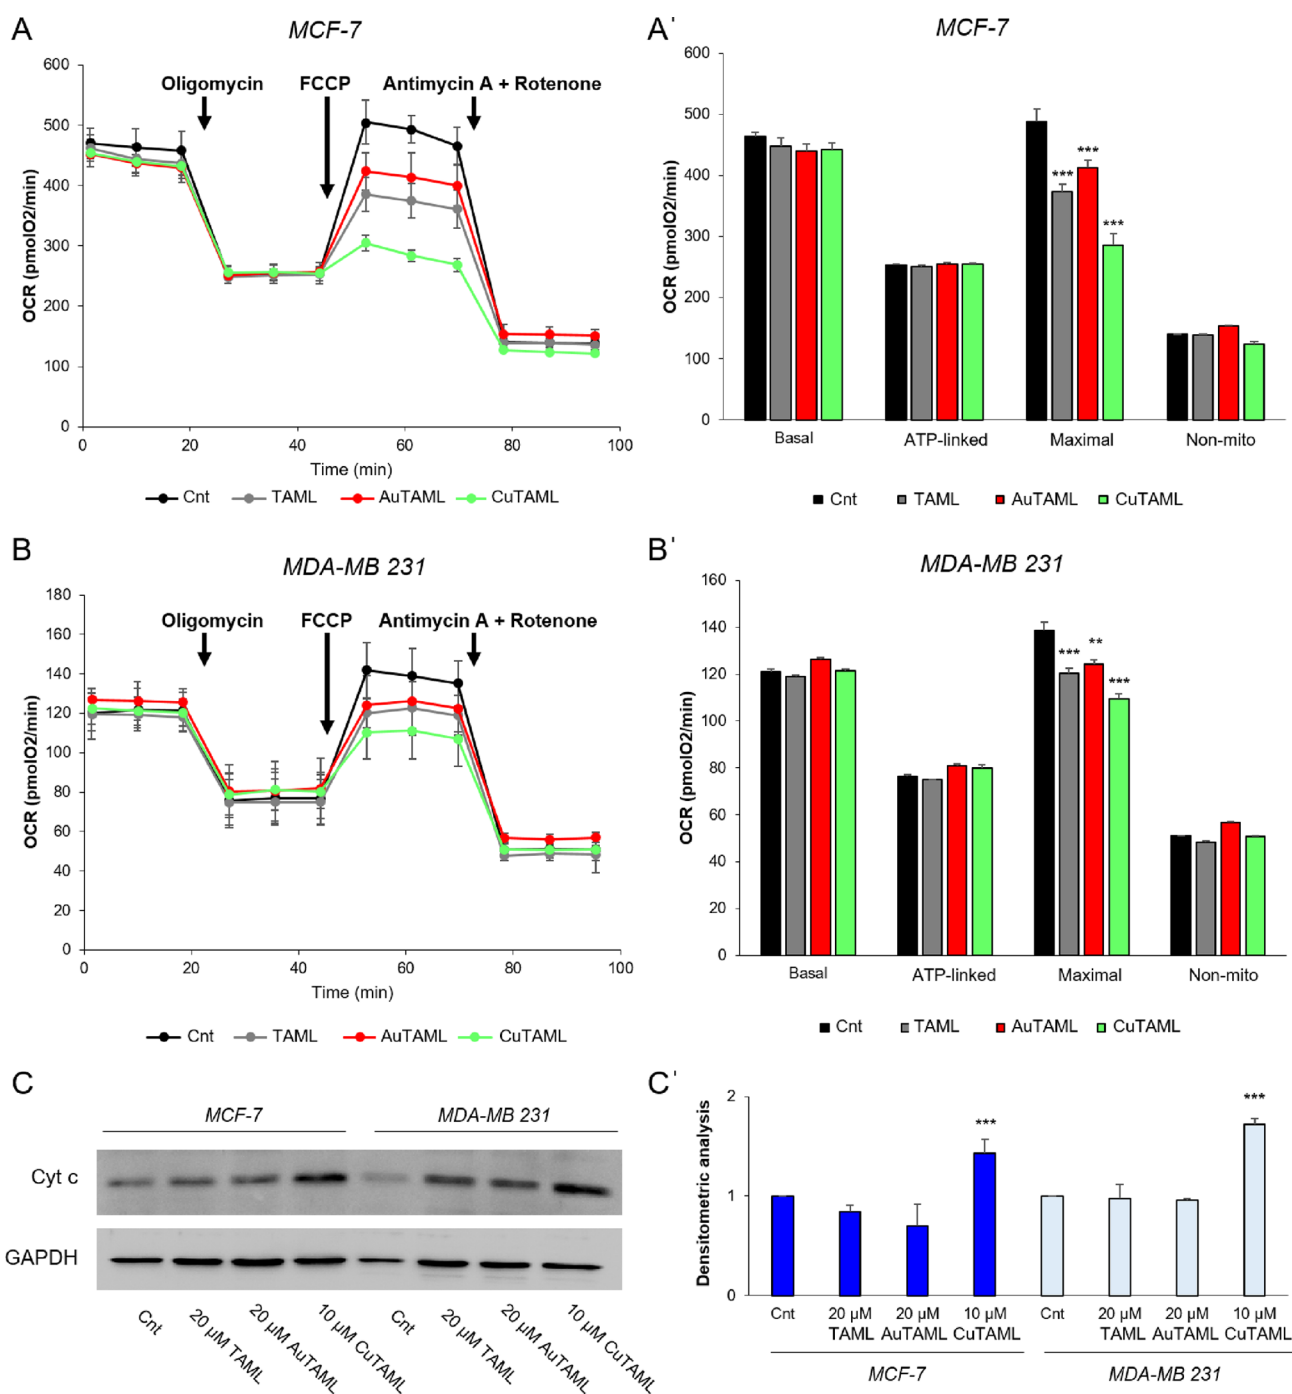 A
MCF-7
600
500
400
300
200
100
0
OCR (pmolO2/min)
Oligomycin
FCCP
Antimycin A + Rotenone
1 20 40 60 80 100
Time (min)
Cnt TAML AuTAML CuTAML
A'
MCF-7
600
500
400
300
200
100
0
OCR (pmolO2/min)
***
***
***
Basal ATP-linked Maximal Non-mito
Cnt TAML AuTAML CuTAML
B
MDA-MB 231
180
160
140
120
100
80
60
40
20
0
OCR (pmolO2/min)
Oligomycin
FCCP
Antimycin A + Rotenone
0 20 40 60 80 100
Time (min)
Cnt TAML AuTAML CuTAML
B'
MDA-MB 231
160
140
120
100
80
60
40
20
0
OCR (pmolO2/min)
***
**
***
Basal ATP-linked Maximal Non-mito
Cnt TAML AuTAML CuTAML
C
MCF-7 MDA-MB 231
Cyt c
GAPDH
Cnt
20 µM TAML
20 µM AuTAML
10 µM CuTAML
Cnt
20 µM TAML
20 µM AuTAML
10 µM CuTAML
C'
2
1
0
Densitometric analysis
***
***
Cnt 20 µM 20 µM 10 µM Cnt 20 µM 20 µM 10 µM
TAML AuTAML CuTAML TAML AuTAML CuTAML
MCF-7 MDA-MB 231